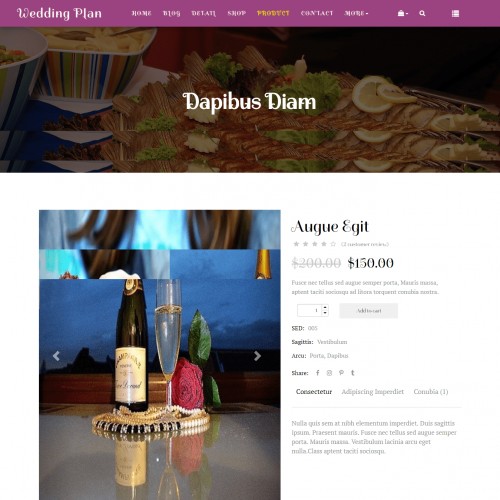 Wedding Plan HOME BLOG DETAIL SHOP PRODUCT CONTACT MORE
Dapibus Diam
Augue Egit
(2 customer reviews)
$200.00 $150.00
Fusce nec tellus sed augue semper porta. Mauris massa,
aptent taciti sociosqu ad litora torquent conubia nostra.
1 Add to cart
SED: 005
Sagittis: Vestibulum
Arcu: Porta, Dapibus
Share:
Consectetur Adipiscing Imperdiet Conubia (1)
Nulla quis sem at nibh elementum imperdiet. Duis sagittis
ipsum. Praesent mauris. Fusce nec tellus sed augue semper
porta. Mauris massa. Vestibulum lacinia arcu eget
nulla.Class aptent taciti sociosqu.